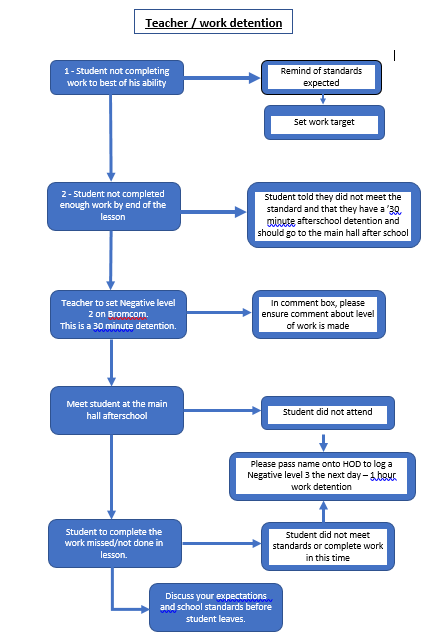 Teacher / work detention
1 - Student not completing
work to best of his ability
Remind of standards
expected
Set work target
2 - Student not completed
enough work by end of the
lesson
Student told they did not meet the
standard and that they have a '30
minute afterschool detention and
should go to the main hall after school
Teacher to set Negative level
2 on Bromcom.
This is a 30 minute detention.
In comment box, please
ensure comment about level
of work is made
Meet student at the main
hall afterschool
Student did not attend
Please pass name onto HOD to log a
Negative level 3 the next day – 1 hour
work detention
Student to complete the
work missed/not done in
lesson.
Student did not meet
standards or complete work
in this time
Discuss your expectations
and school standards before
student leaves.